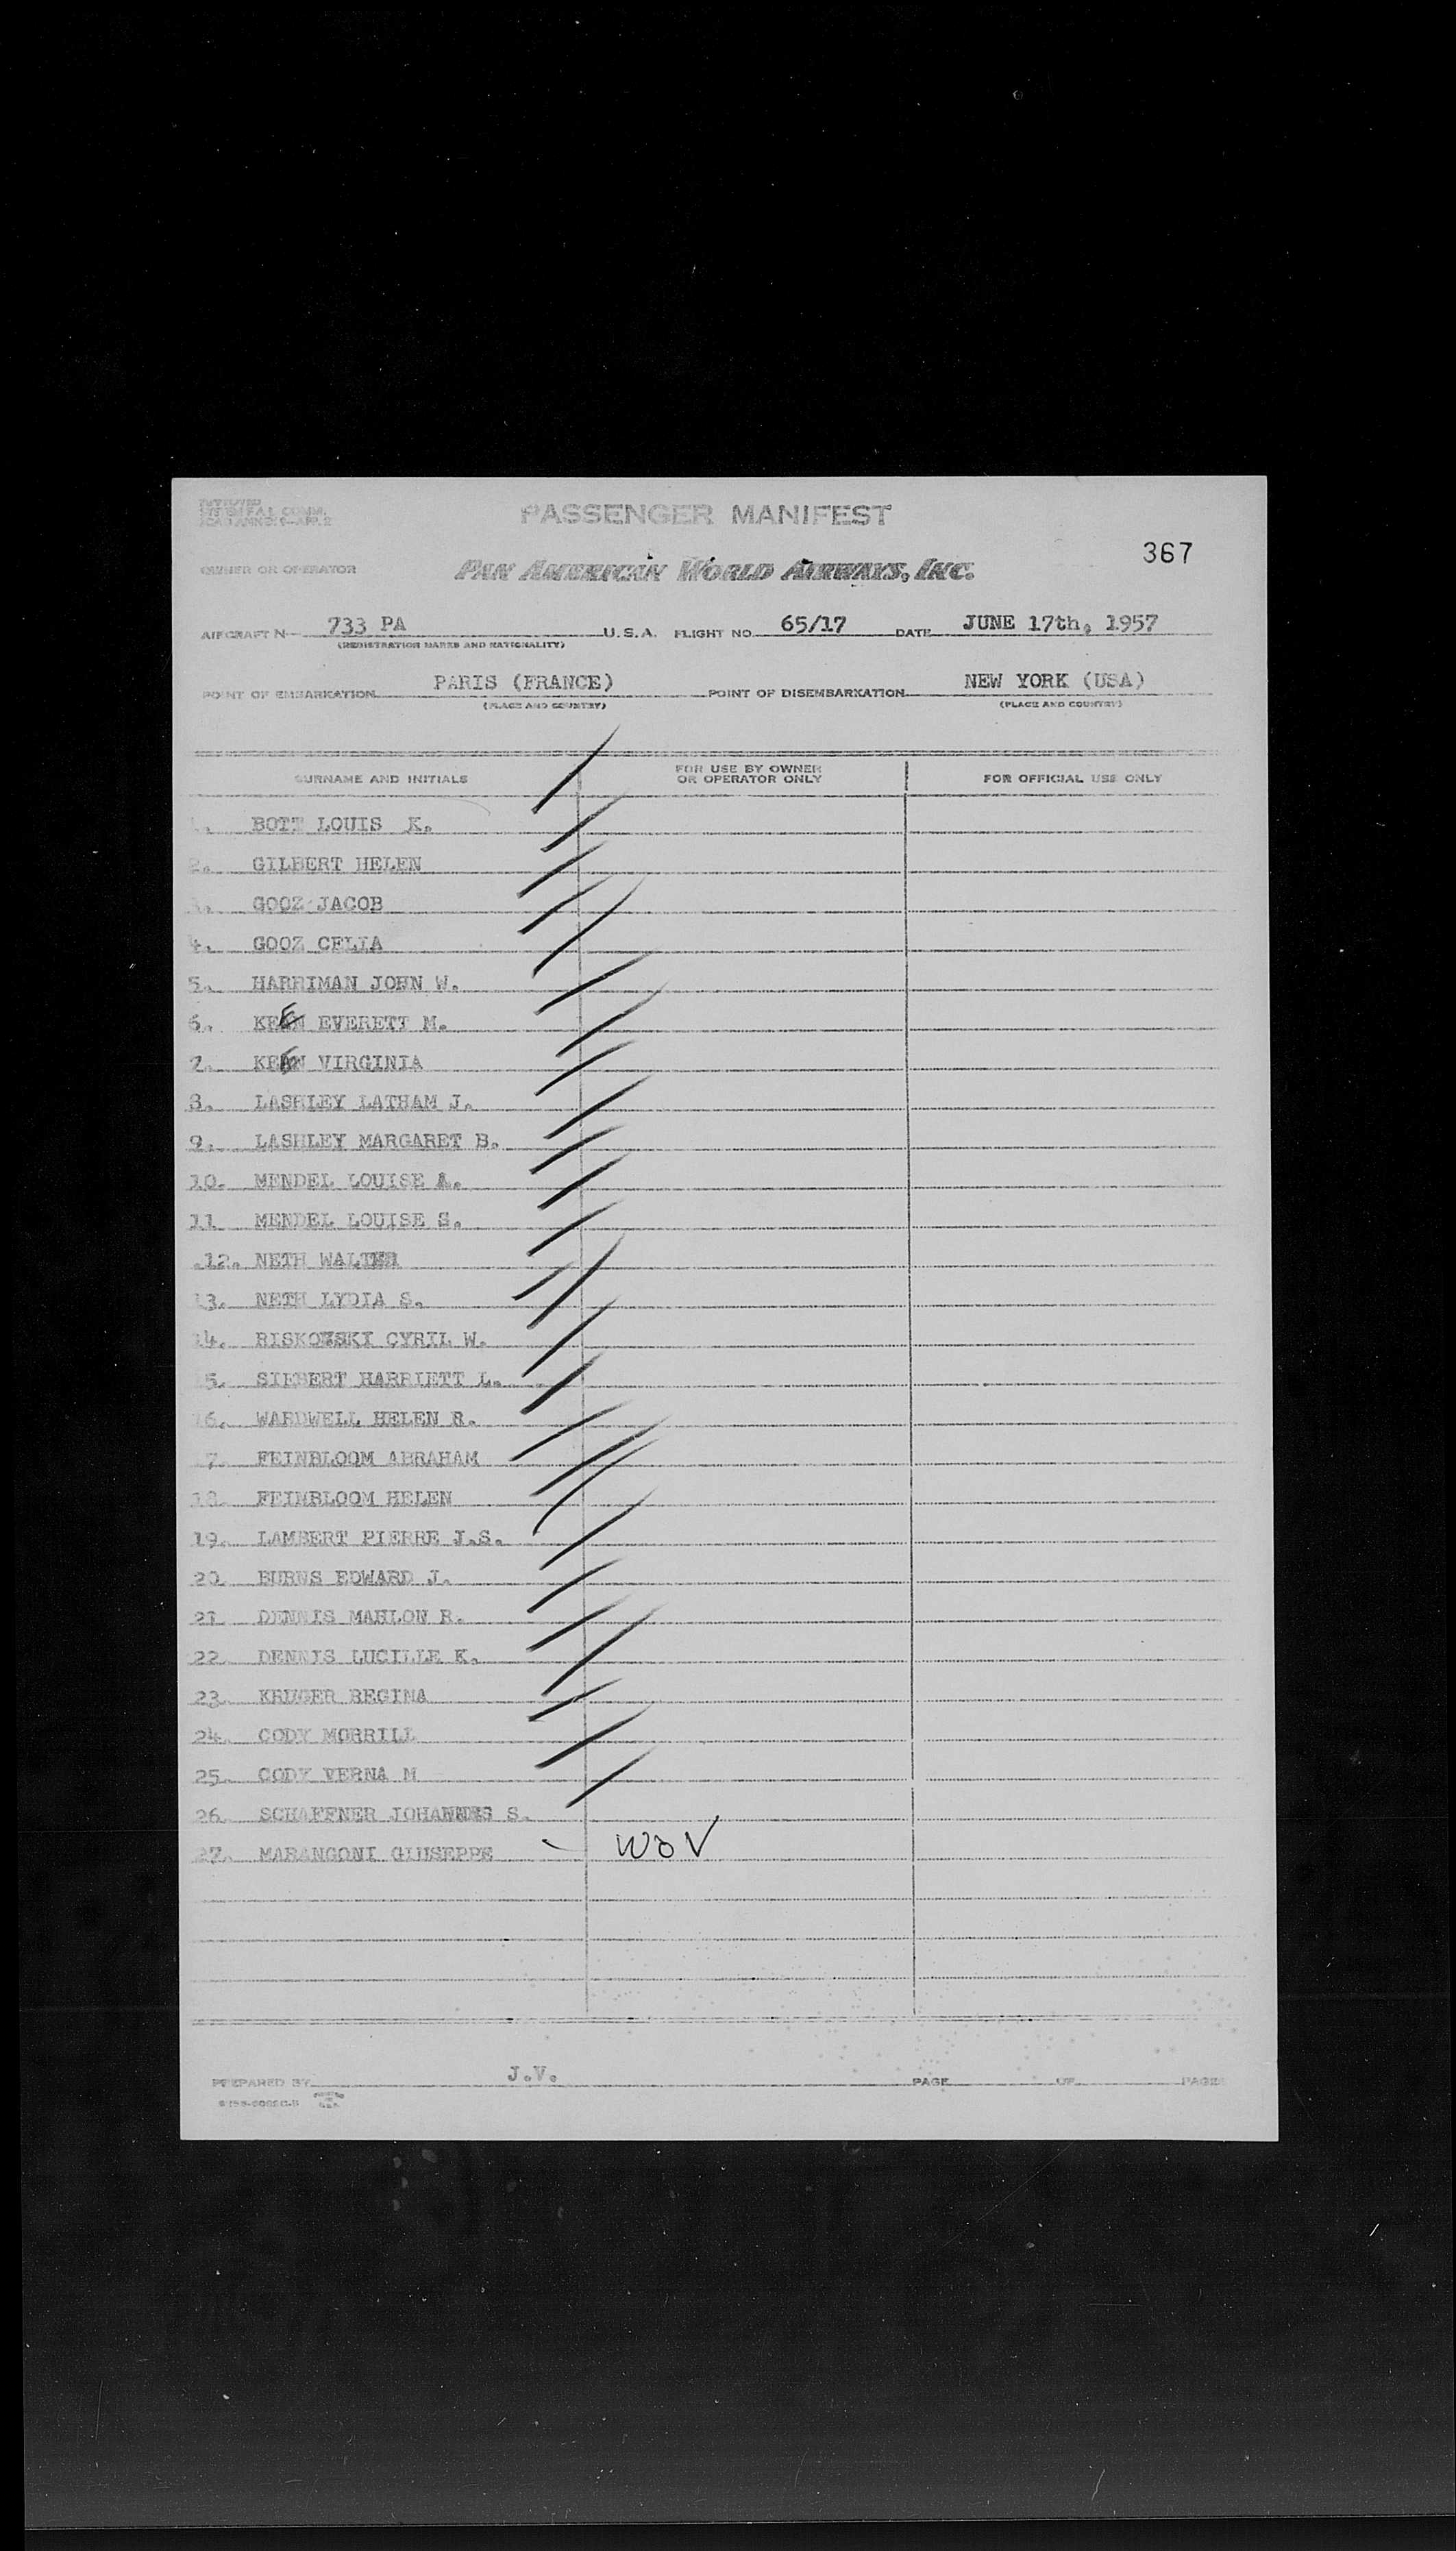 PASSENGER MANIFEST
367
OWNER OR OPERATOR PAN AMERICAN WORLD AIRWAYS, INC.
AIRCRAFT N— 733 PA U.S.A. FLIGHT NO. 65/17 DATE JUNE 17th, 1957
(REGISTRATION MARKS AND NATIONALITY)
POINT OF EMBARKATION PARIS (FRANCE) POINT OF DISEMBARKATION NEW YORK (USA)
(PLACE AND COUNTRY) (PLACE AND COUNTRY)
SURNAME AND INITIALS FOR USE BY OWNER OR OPERATOR ONLY FOR OFFICIAL USE ONLY
1. BOTT LOUIS K.
2. GILBERT HELEN
3. GOOZ JACOB
4. GOOZ CELIA
5. HARRIMAN JOHN W.
6. KEEN EVERETT M.
7. KEEN VIRGINIA
8. LASHLEY LATHAM J.
9. LASHLEY MARGARET B.
10. MENDEL LOUISE A.
11 MENDEL LOUISE S.
12. NETH WALTER
13. NETH LYDIA S.
14. CYRIL W.
15. SIEBERT HARRIETT L.
16. WARDWELL HELEN R.
17. FEINBLOOM ABRAHAM
18. FEINBLOOM HELEN
19. LAMBERT PIERRE J.S.
20. BURNS EDWARD J.
21. DENNIS MAHLON R.
22. DENNIS LUCILLE K.
23. KRUGER REGINA
24. CODY MORRILL
25. CODY VERNA M
26. SCHAFFNER JOHANNES S.
27. MARANGONI GIUSEPPE WOV
PREPARED BY J.V. PAGE OF PAGES